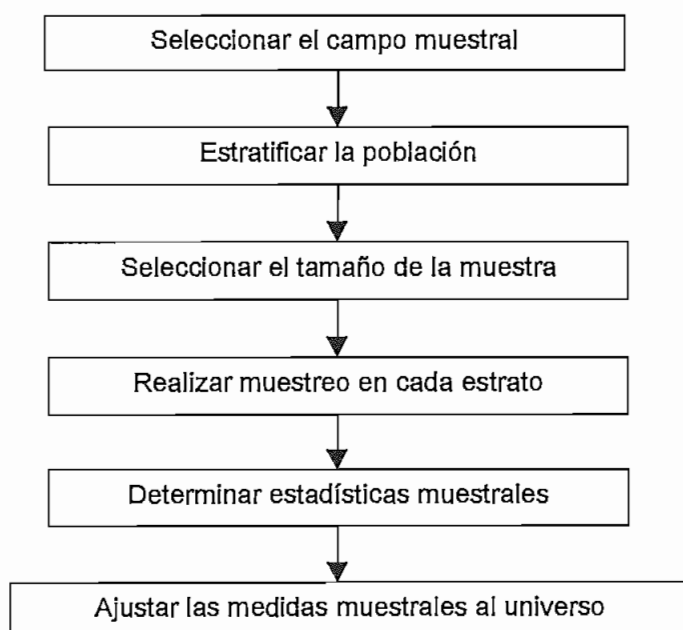 Seleccionar el campo muestral
Estratificar la población
Seleccionar el tamaño de la muestra
Realizar muestreo en cada estrato
Determinar estadísticas muestrales
Ajustar las medidas muestrales al universo